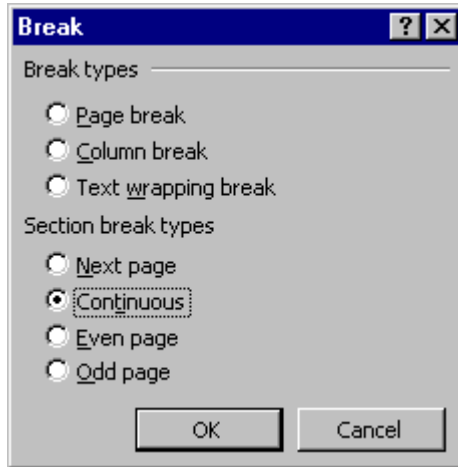 Break
Break types
Page break
Column break
Text wrapping break
Section break types
Next page
Continuous
Even page
Odd page
OK Cancel